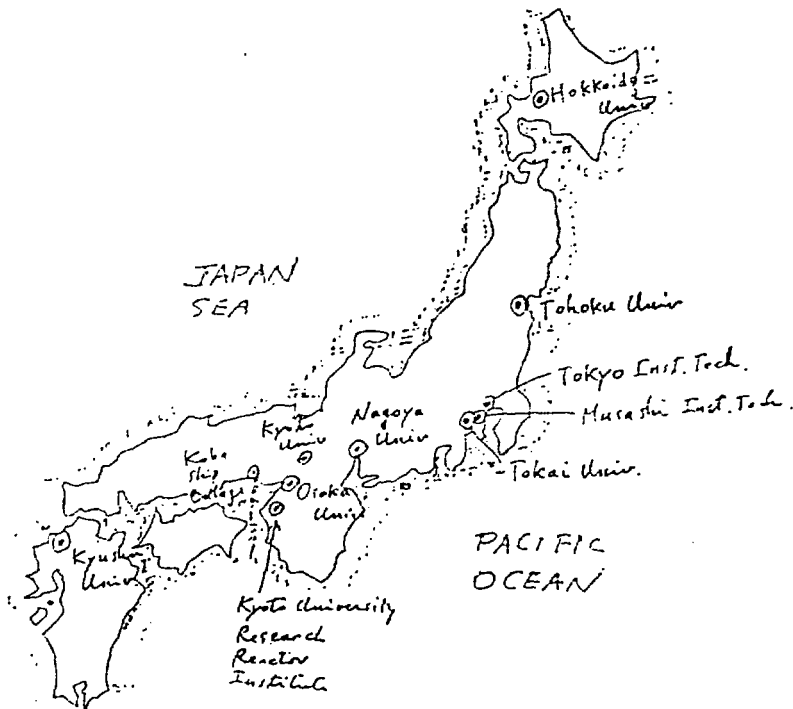 Hokkaido
Univ
JAPAN
SEA
Tohoku Univ
Tokyo Inst. Tech.
Musashi Inst. Tech.
Tokai Univ.
Nagoya
Univ
Kyoto
Univ
Kobe
Ship
Osaka
Univ
Kyushu
Univ
PACIFIC
OCEAN
Kyoto University
Research
Reactor
Institute